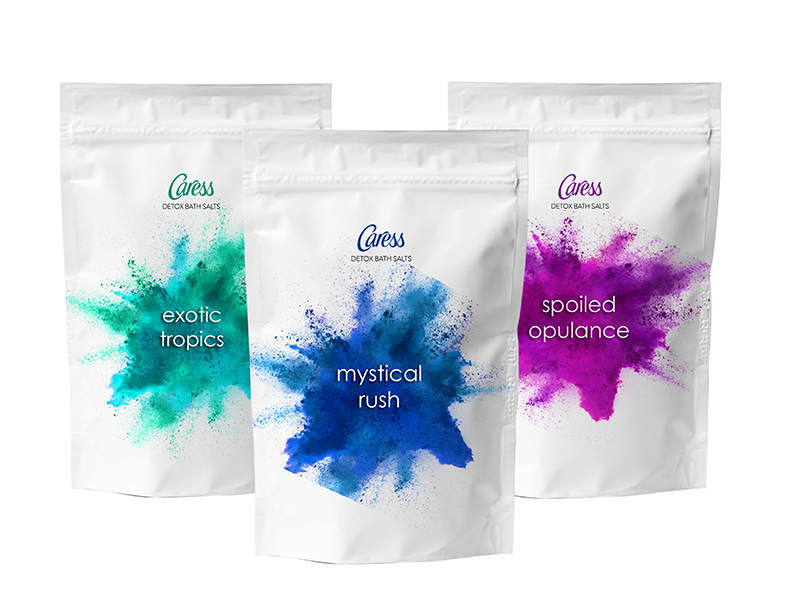 Caress
DETOX BATH SALTS
exotic
tropics
Caress
DETOX BATH SALTS
mystical
rush
Caress
DETOX BATH SALTS
spoiled
opulance